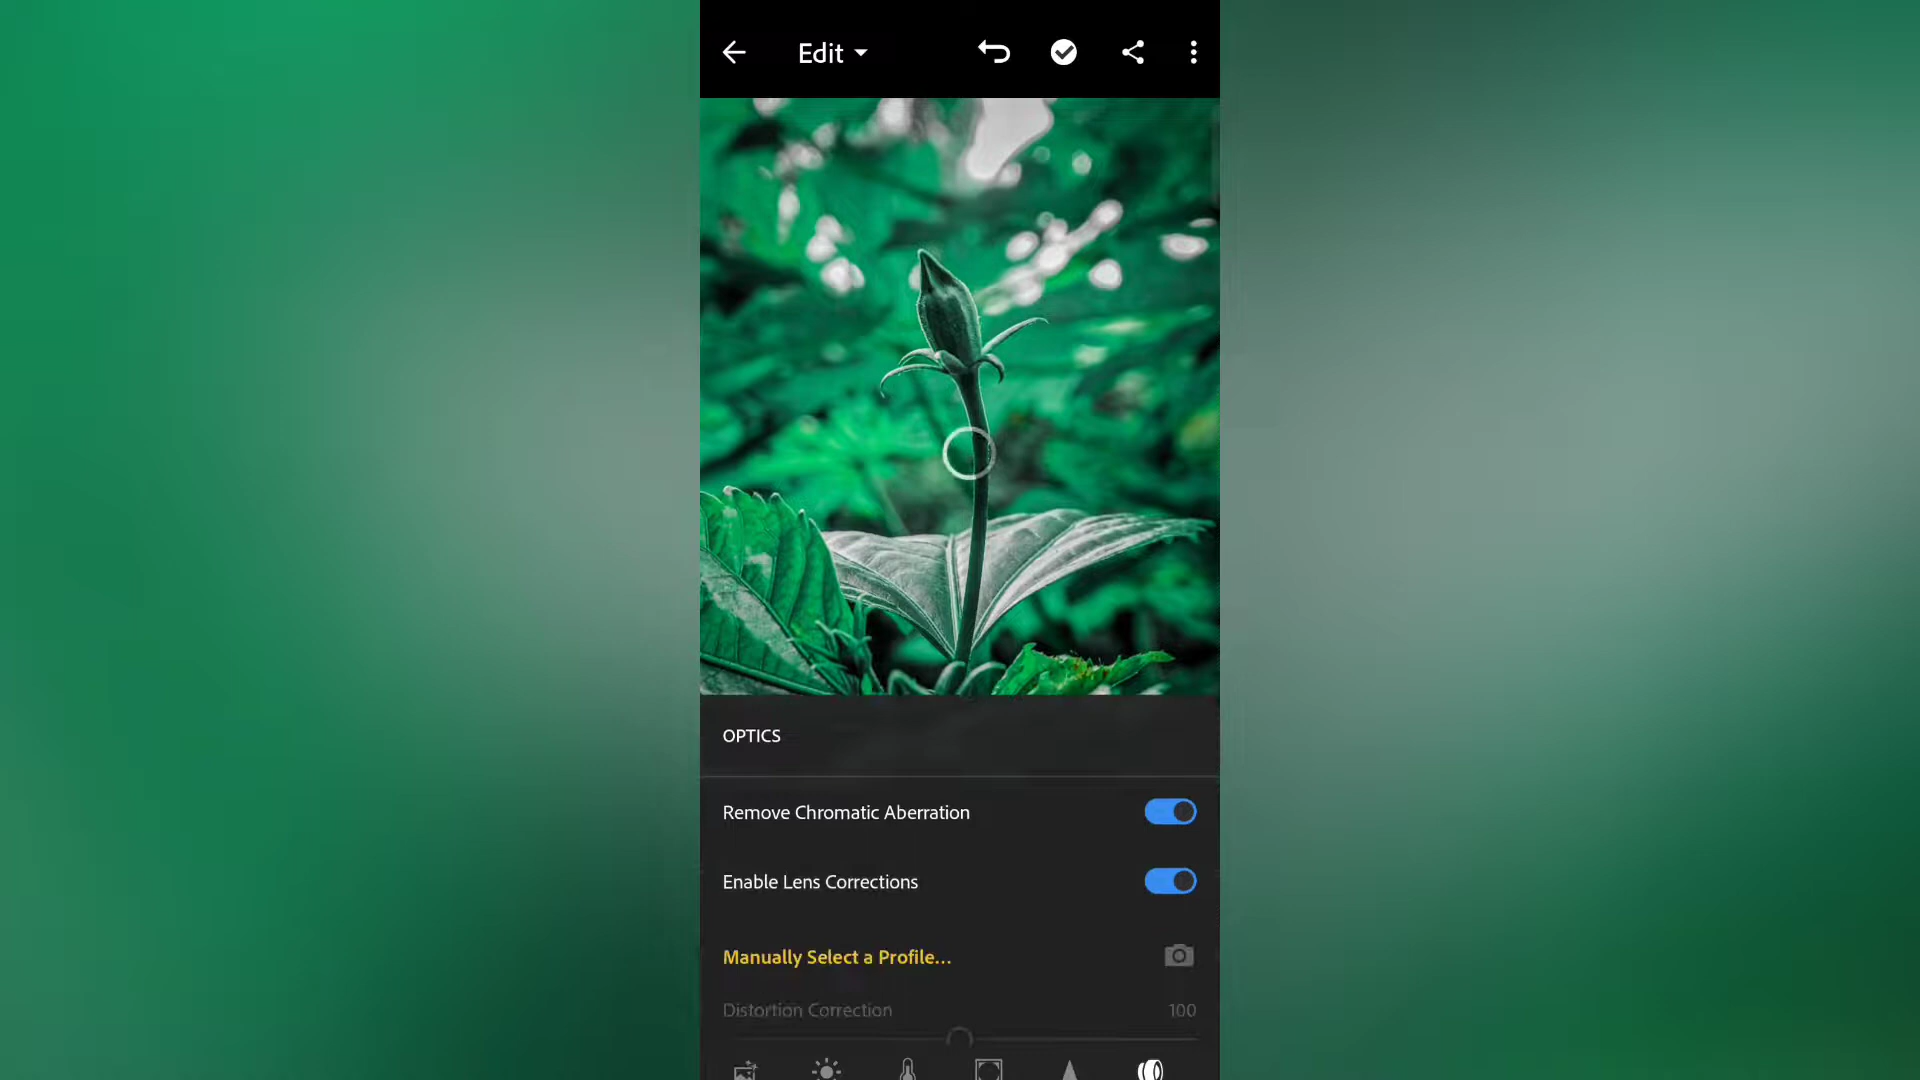 Edit
OPTICS
Remove Chromatic Aberration
Enable Lens Corrections
Manually Select a Profile...
Distortion Correction 100